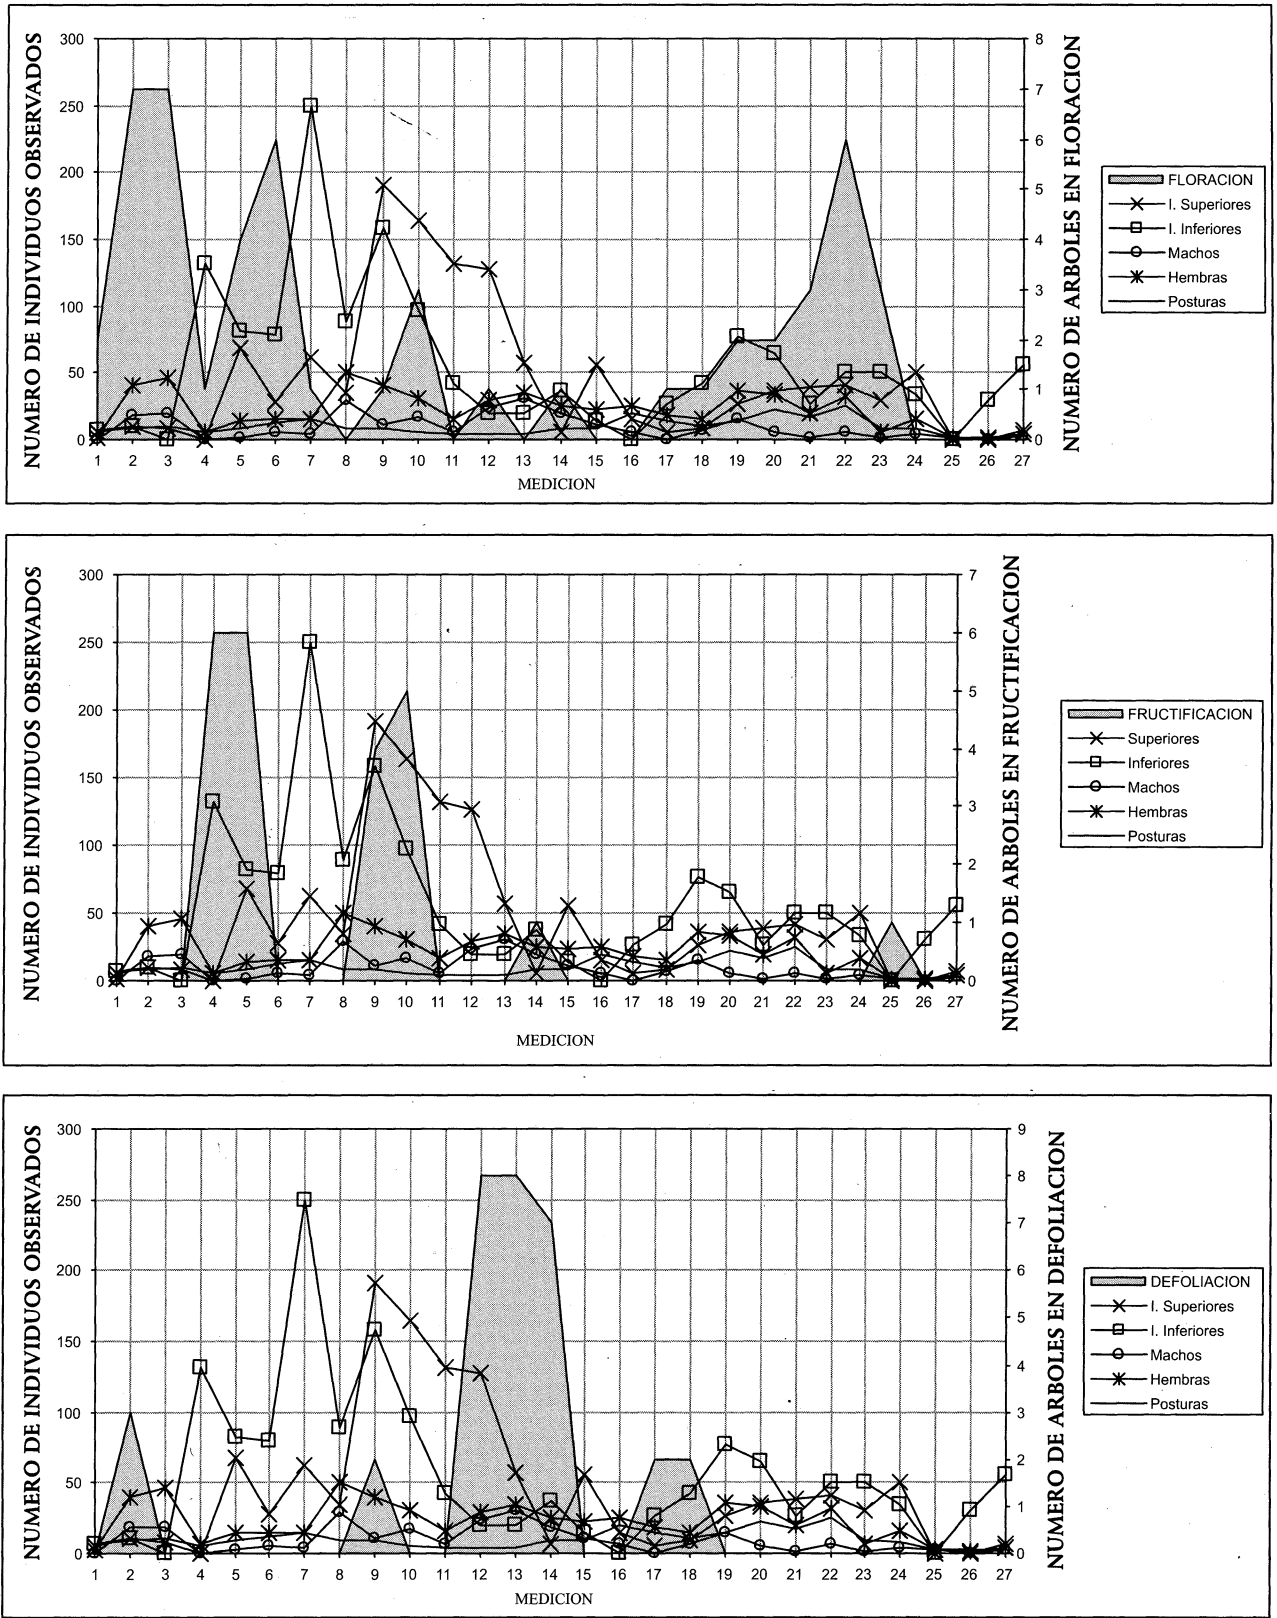 NUMERO DE INDIVIDUOS OBSERVADOS
300
250
200
150
100
50
0
8
7
6
5
4
3
2
1
0
NUMERO DE ARBOLES EN FLORACION
1 2 3 4 5 6 7 8 9 10 11 12 13 14 15 16 17 18 19 20 21 22 23 24 25 26 27
MEDICION
FLORACION
I. Superiores
I. Inferiores
Machos
Hembras
Posturas
NUMERO DE INDIVIDUOS OBSERVADOS
300
250
200
150
100
50
0
7
6
5
4
3
2
1
0
NUMERO DE ARBOLES EN FRUCTIFICACION
1 2 3 4 5 6 7 8 9 10 11 12 13 14 15 16 17 18 19 20 21 22 23 24 25 26 27
MEDICION
FRUCTIFICACION
Superiores
Inferiores
Machos
Hembras
Posturas
NUMERO DE INDIVIDUOS OBSERVADOS
300
250
200
150
100
50
0
9
8
7
6
5
4
3
2
1
0
NUMERO DE ARBOLES EN DEFOLIACION
1 2 3 4 5 6 7 8 9 10 11 12 13 14 15 16 17 18 19 20 21 22 23 24 25 26 27
MEDICION
DEFOLIACION
I. Superiores
I. Inferiores
Machos
Hembras
Posturas